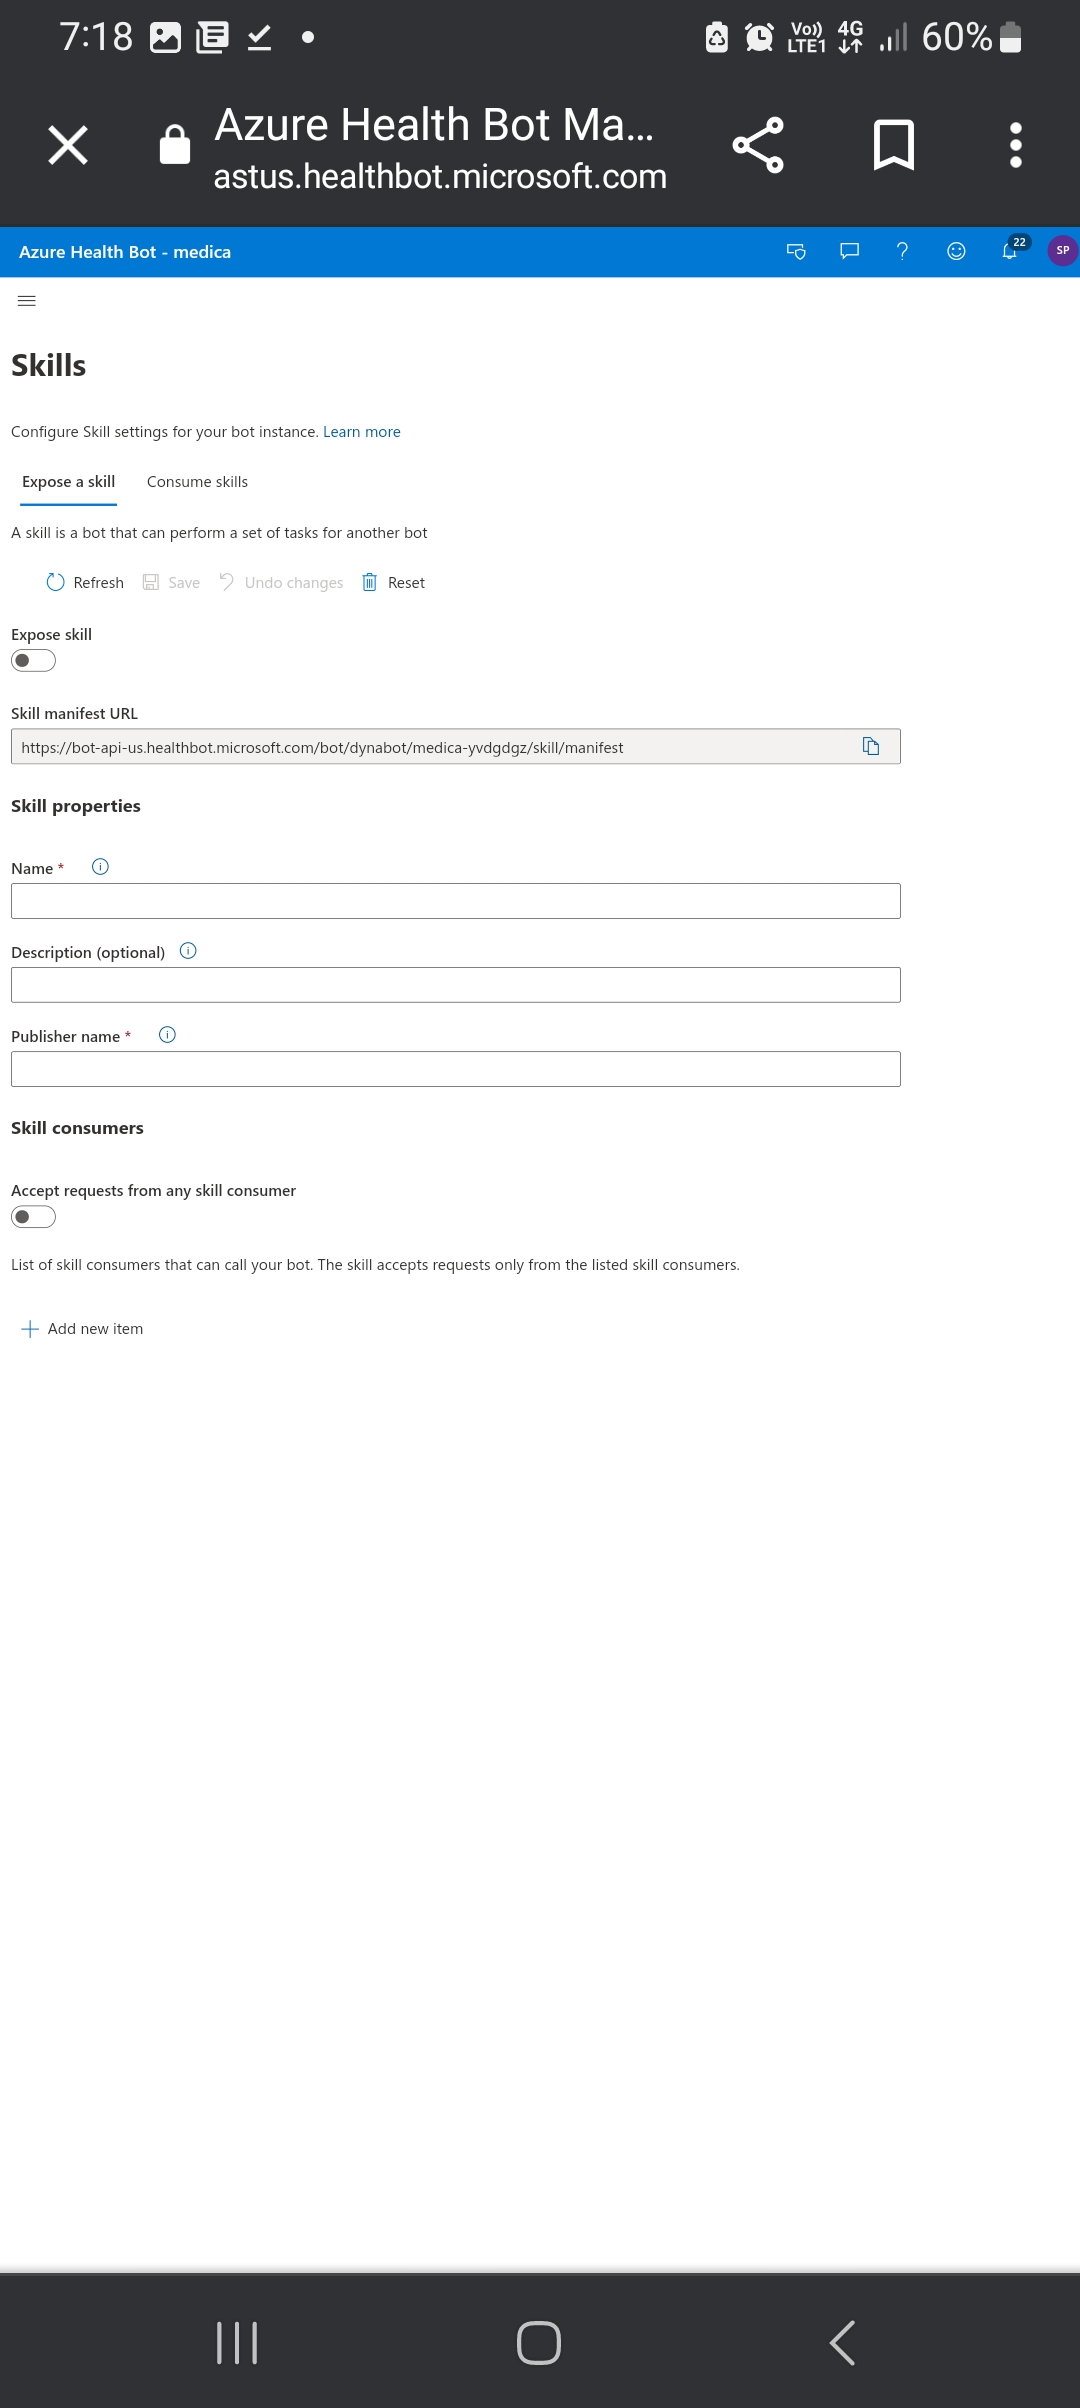 7:18
Vo)) LTE1 4G 60%
Azure Health Bot Ma...
astus.healthbot.microsoft.com
Azure Health Bot - medica
22
SP
Skills
Configure Skill settings for your bot instance. Learn more
Expose a skill Consume skills
A skill is a bot that can perform a set of tasks for another bot
Refresh Save Undo changes Reset
Expose skill
Skill manifest URL
https://bot-api-us.healthbot.microsoft.com/bot/dynabot/medica-yvdgdgz/skill/manifest
Skill properties
Name *
Description (optional)
Publisher name *
Skill consumers
Accept requests from any skill consumer
List of skill consumers that can call your bot. The skill accepts requests only from the listed skill consumers.
Add new item